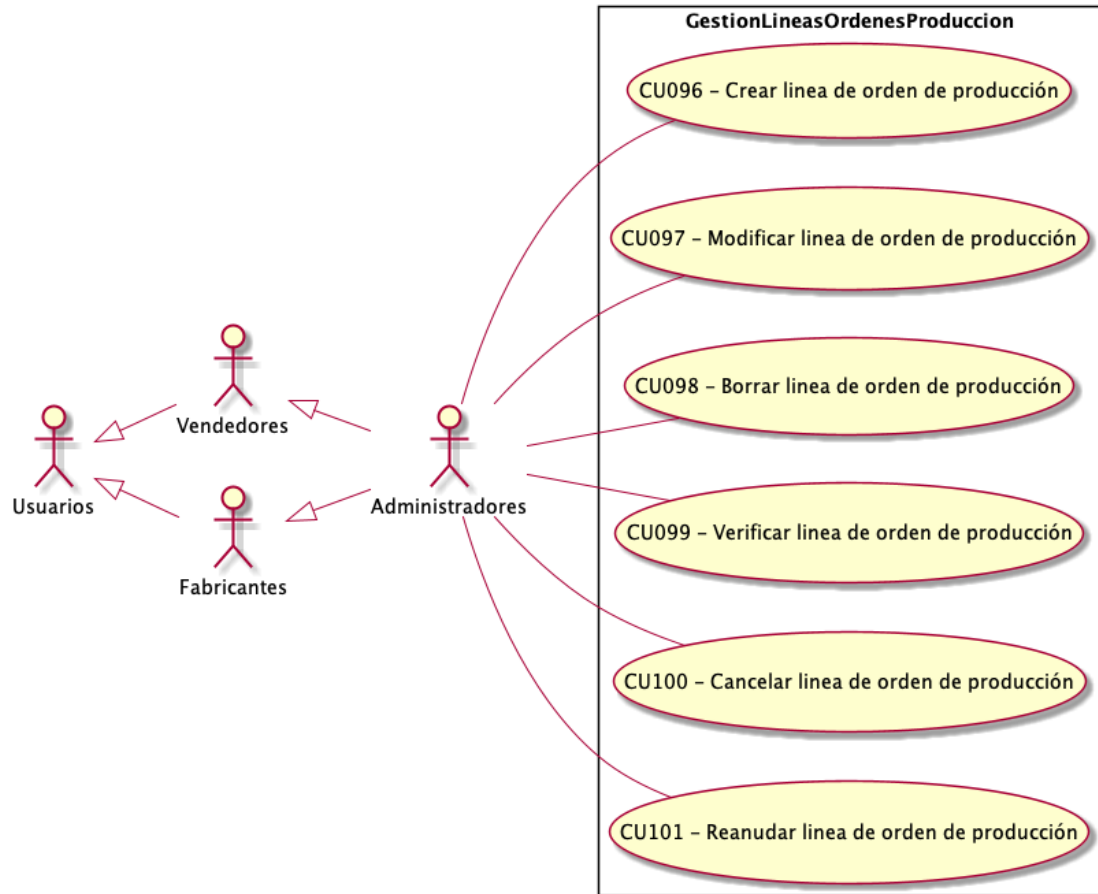 GestionLineasOrdenesProduccion
CU096 – Crear linea de orden de producción
CU097 – Modificar linea de orden de producción
CU098 – Borrar linea de orden de producción
CU099 – Verificar linea de orden de producción
CU100 – Cancelar linea de orden de producción
CU101 – Reanudar linea de orden de producción
Vendedores
Usuarios
Administradores
Fabricantes